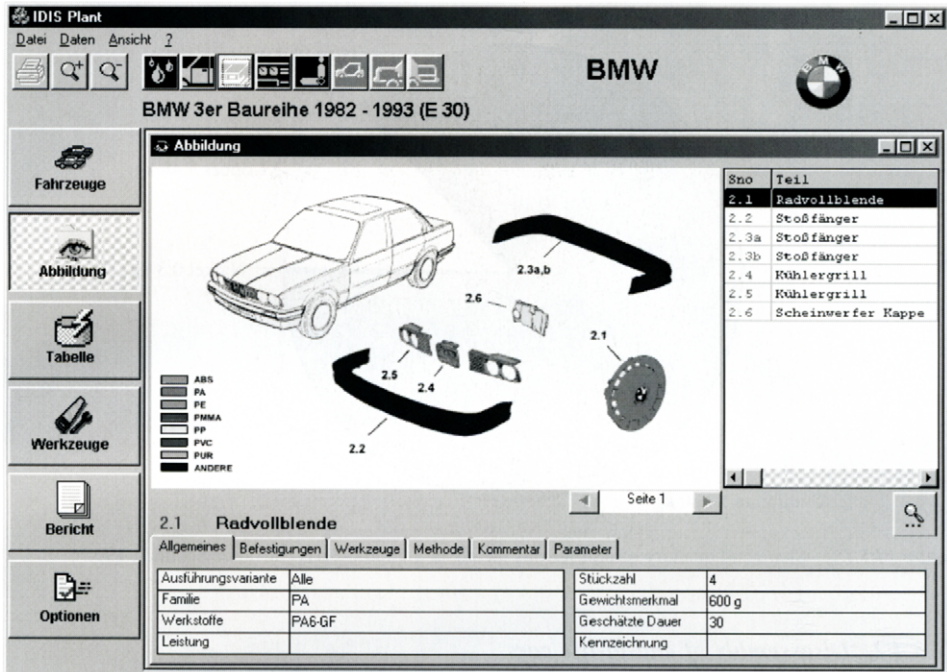 IDIS Plant
Datei Daten Ansicht ?
BMW
BMW 3er Baureihe 1982 - 1993 (E 30)
Fahrzeuge
Abbildung
Tabelle
Werkzeuge
Bericht
Optionen
Abbildung
2.3a,b
2.6
2.1
2.5
2.4
2.2
ABS
PA
PE
PMMA
PP
PVC
PUR
ANDERE
Sno Teil
2.1 Radvollblende
2.2 Stoßfänger
2.3a Stoßfänger
2.3b Stoßfänger
2.4 Kühlergrill
2.5 Kühlergrill
2.6 Scheinwerfer Kappe
Seite 1
2.1 Radvollblende
Allgemeines Befestigungen Werkzeuge Methode Kommentar Parameter
Ausführungsvariante Alle
Familie PA
Werkstoffe PA6-GF
Leistung
Stückzahl 4
Gewichtsmerkmal 600 g
Geschätzte Dauer 30
Kennzeichnung